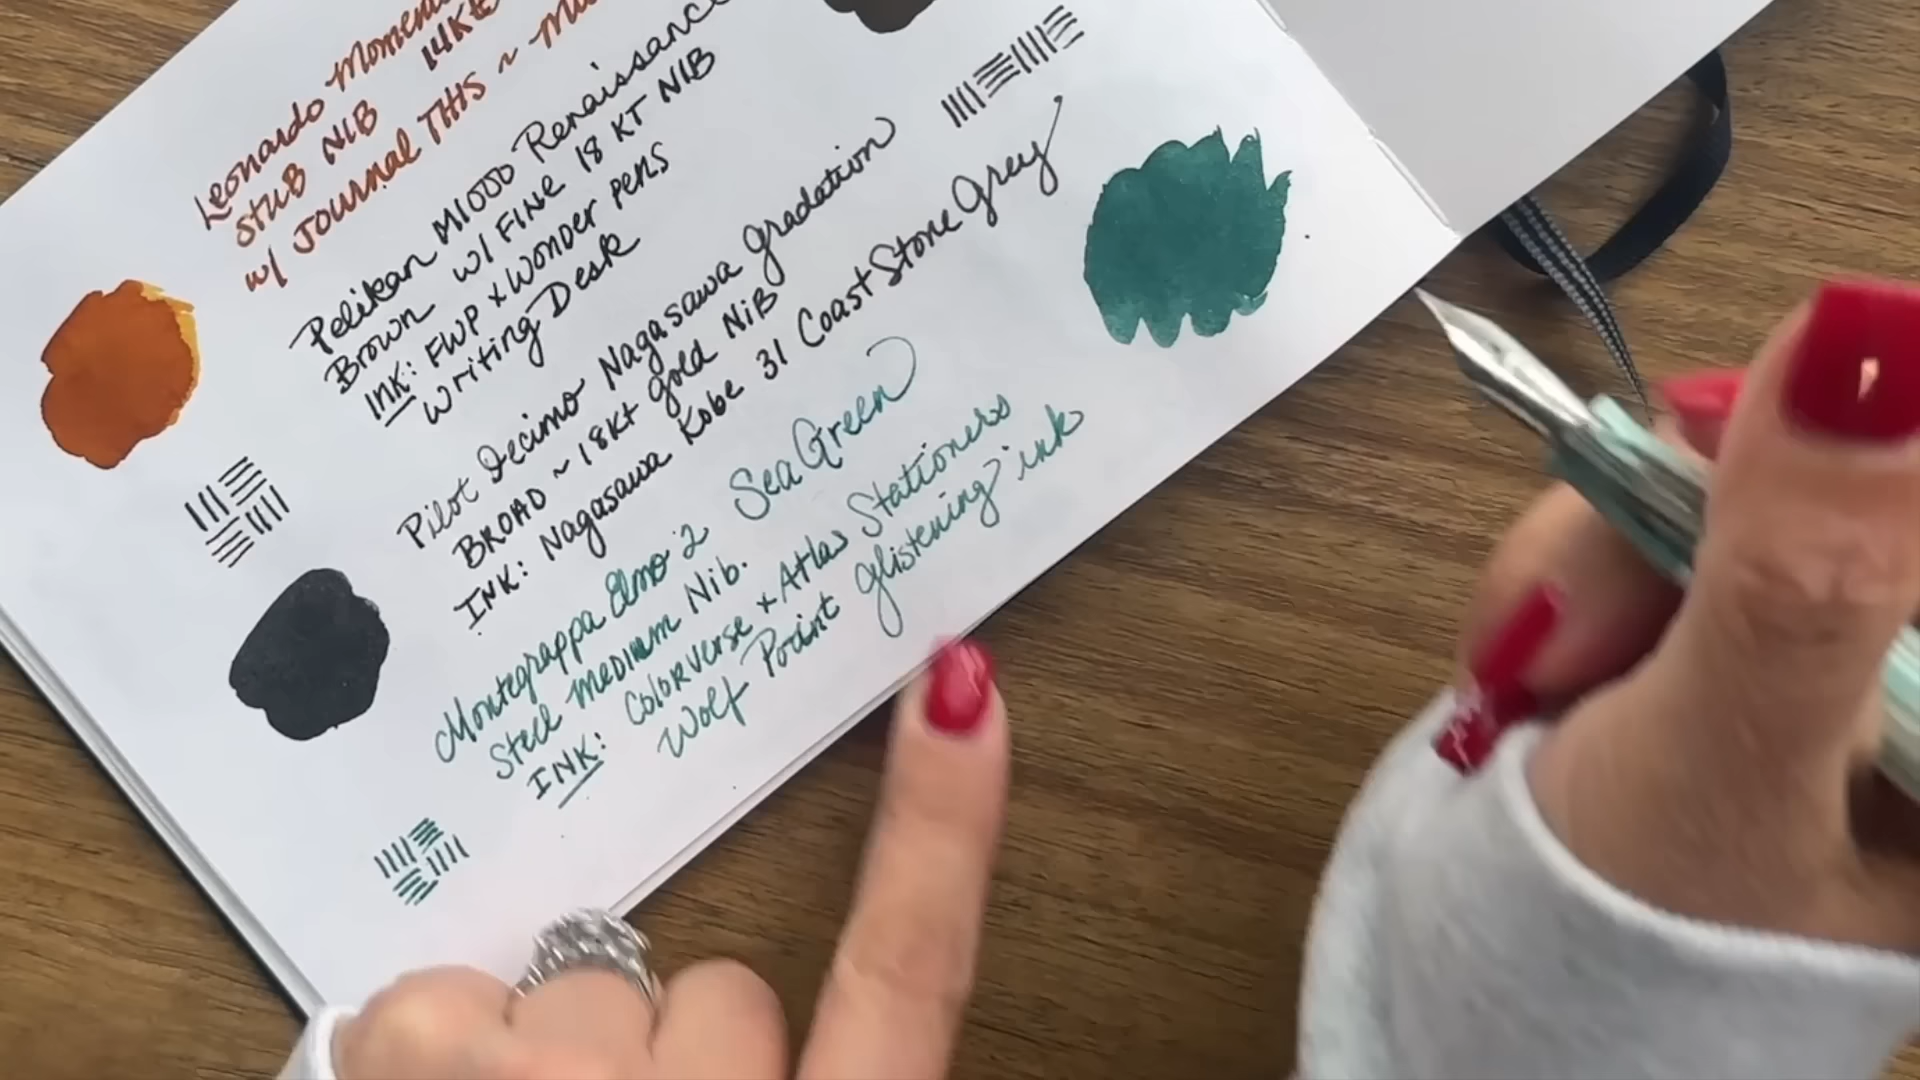 Leonardo Momen
14Kt
STUB NIB
w/ JOURNAL THIS ~
Pelikan M1000 Renaissance
Brown w/ FINE 18 KT NIB
INK: FWP x Wonder pens
Writing Desk
Pilot Decimo Nagasawa Gradation
BROAD ~ 18Kt gold NiB
INK: Nagasawa Kobe 31 Coast Stone Grey
Montegrappa Elmo 2 Sea Green
Steel Medium Nib.
INK: Colorverse x Atlas Stationers
Wolf Point glistening ink